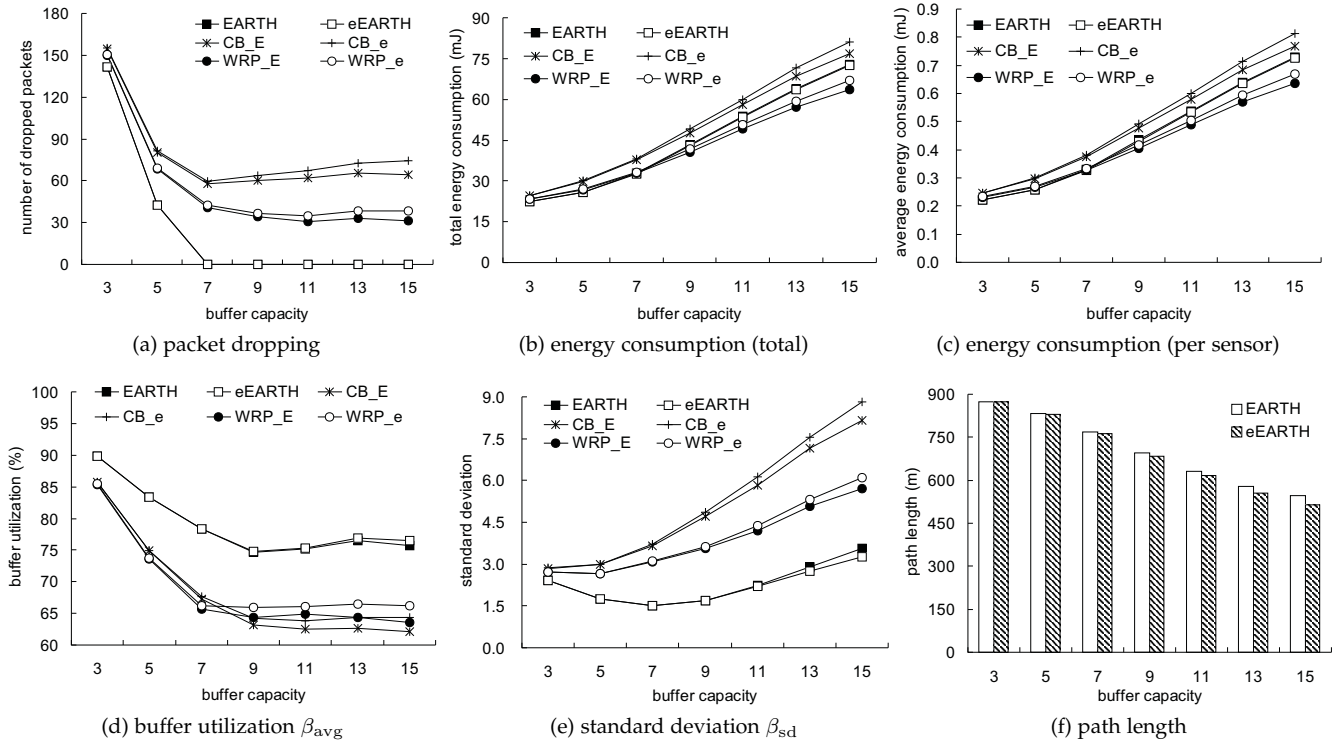 EARTH
eEARTH
CB_E
CB_e
WRP_E
WRP_e
number of dropped packets
180
150
120
90
60
30
0
3 5 7 9 11 13 15
buffer capacity
(a) packet dropping
EARTH
eEARTH
CB_E
CB_e
WRP_E
WRP_e
total energy consumption (mJ)
90
75
60
45
30
15
0
3 5 7 9 11 13 15
buffer capacity
(b) energy consumption (total)
EARTH
eEARTH
CB_E
CB_e
WRP_E
WRP_e
average energy consumption (mJ)
0.9
0.8
0.7
0.6
0.5
0.4
0.3
0.2
0.1
0.0
3 5 7 9 11 13 15
buffer capacity
(c) energy consumption (per sensor)
EARTH
eEARTH
CB_E
CB_e
WRP_E
WRP_e
buffer utilization (%)
100
95
90
85
80
75
70
65
60
3 5 7 9 11 13 15
buffer capacity
(d) buffer utilization βavg
EARTH
eEARTH
CB_E
CB_e
WRP_E
WRP_e
standard deviation
9.0
7.5
6.0
4.5
3.0
1.5
0.0
3 5 7 9 11 13 15
buffer capacity
(e) standard deviation βsd
EARTH
eEARTH
path length (m)
900
750
600
450
300
150
0
3 5 7 9 11 13 15
buffer capacity
(f) path length